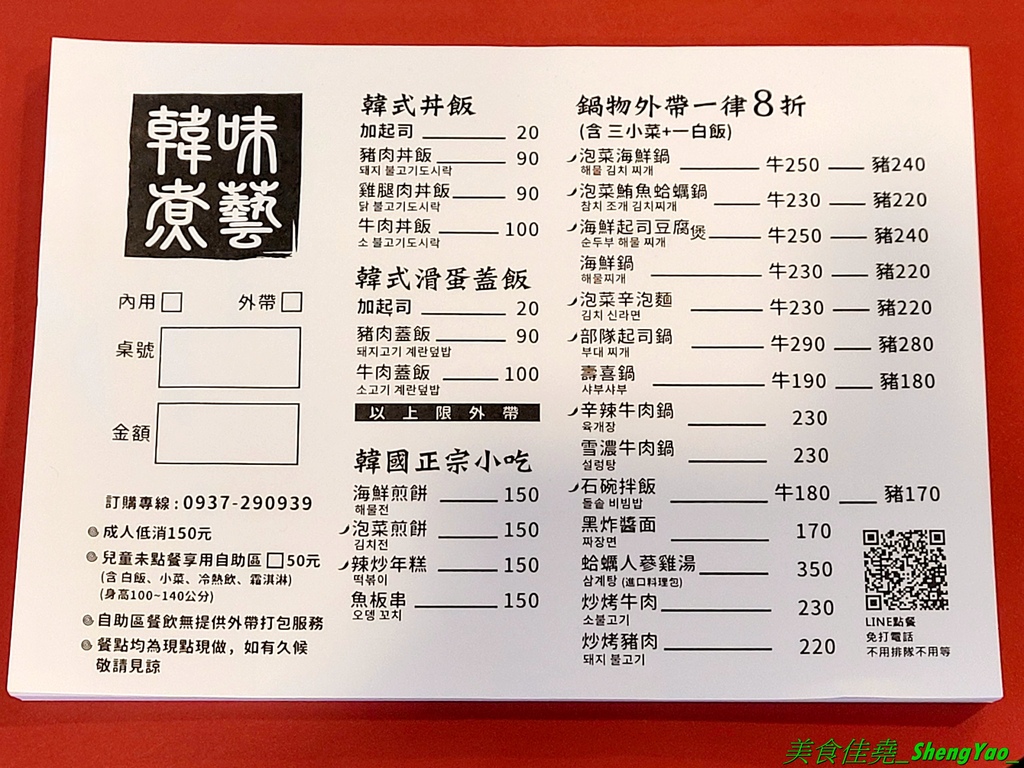 韓味
煮藝
內用 □ 外帶 □
桌號
金額
訂購專線:0937-290939
成人低消150元
兒童未點餐享用自助區 □ 50元
(含 白飯、小菜、冷熱飲、霜淇淋)
(身高100~140公分)
自助區餐飲無提供外帶打包服務
餐點均為現點現做，如有久候
敬請見諒
韓式丼飯
加起司 20
豬肉丼飯 90
돼지 불고기도시락
雞腿肉丼飯 90
닭 불고기도시락
牛肉丼飯 100
소 불고기도시락
韓式滑蛋蓋飯
加起司 20
豬肉蓋飯 90
돼지고기 계란덮밥
牛肉蓋飯 100
소고기 계란덮밥
以上限外帶
韓國正宗小吃
海鮮煎餅 150
해물전
泡菜煎餅 150
김치전
辣炒年糕 150
떡볶이
魚板串 150
오뎅 꼬치
鍋物外帶一律8折
(含 三小菜+一白飯)
泡菜海鮮鍋 牛250 豬240
해물 김치 찌개
泡菜鮪魚蛤蠣鍋 牛230 豬220
참치 조개 김치찌개
海鮮起司豆腐煲 牛250 豬240
순두부 해물 찌개
海鮮鍋 牛230 豬220
해물찌개
泡菜辛泡麵 牛230 豬220
김치 신라면
部隊起司鍋 牛290 豬280
부대 찌개
壽喜鍋 牛190 豬180
샤부샤부
辛辣牛肉鍋 230
육개장
雪濃牛肉鍋 230
설렁탕
石碗拌飯 牛180 豬170
돌솥 비빔밥
黑炸醬面 170
짜장면
蛤蠣人蔘雞湯 350
삼계탕 (進口料理包)
炒烤牛肉 230
소불고기
炒烤豬肉 220
돼지 불고기
LINE點餐
免打電話
不用排隊不用等
美食佳堯_ShengYao_